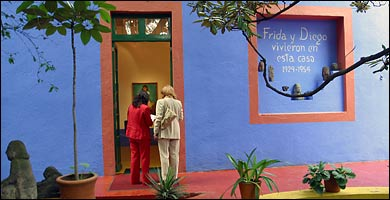 Frida y Diego
vivieron en
esta casa
1929-1954